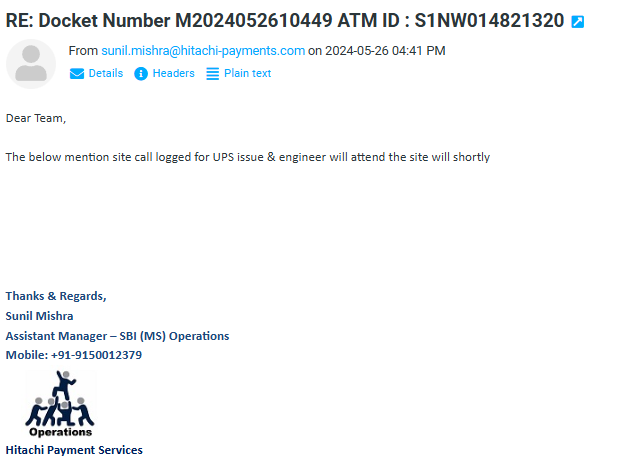 RE: Docket Number M2024052610449 ATM ID : S1NW014821320
From sunil.mishra@hitachi-payments.com on 2024-05-26 04:41 PM
Details Headers Plain text
Dear Team,
The below mention site call logged for UPS issue & engineer will attend the site will shortly
Thanks & Regards,
Sunil Mishra
Assistant Manager – SBI (MS) Operations
Mobile: +91-9150012379
Operations
Hitachi Payment Services